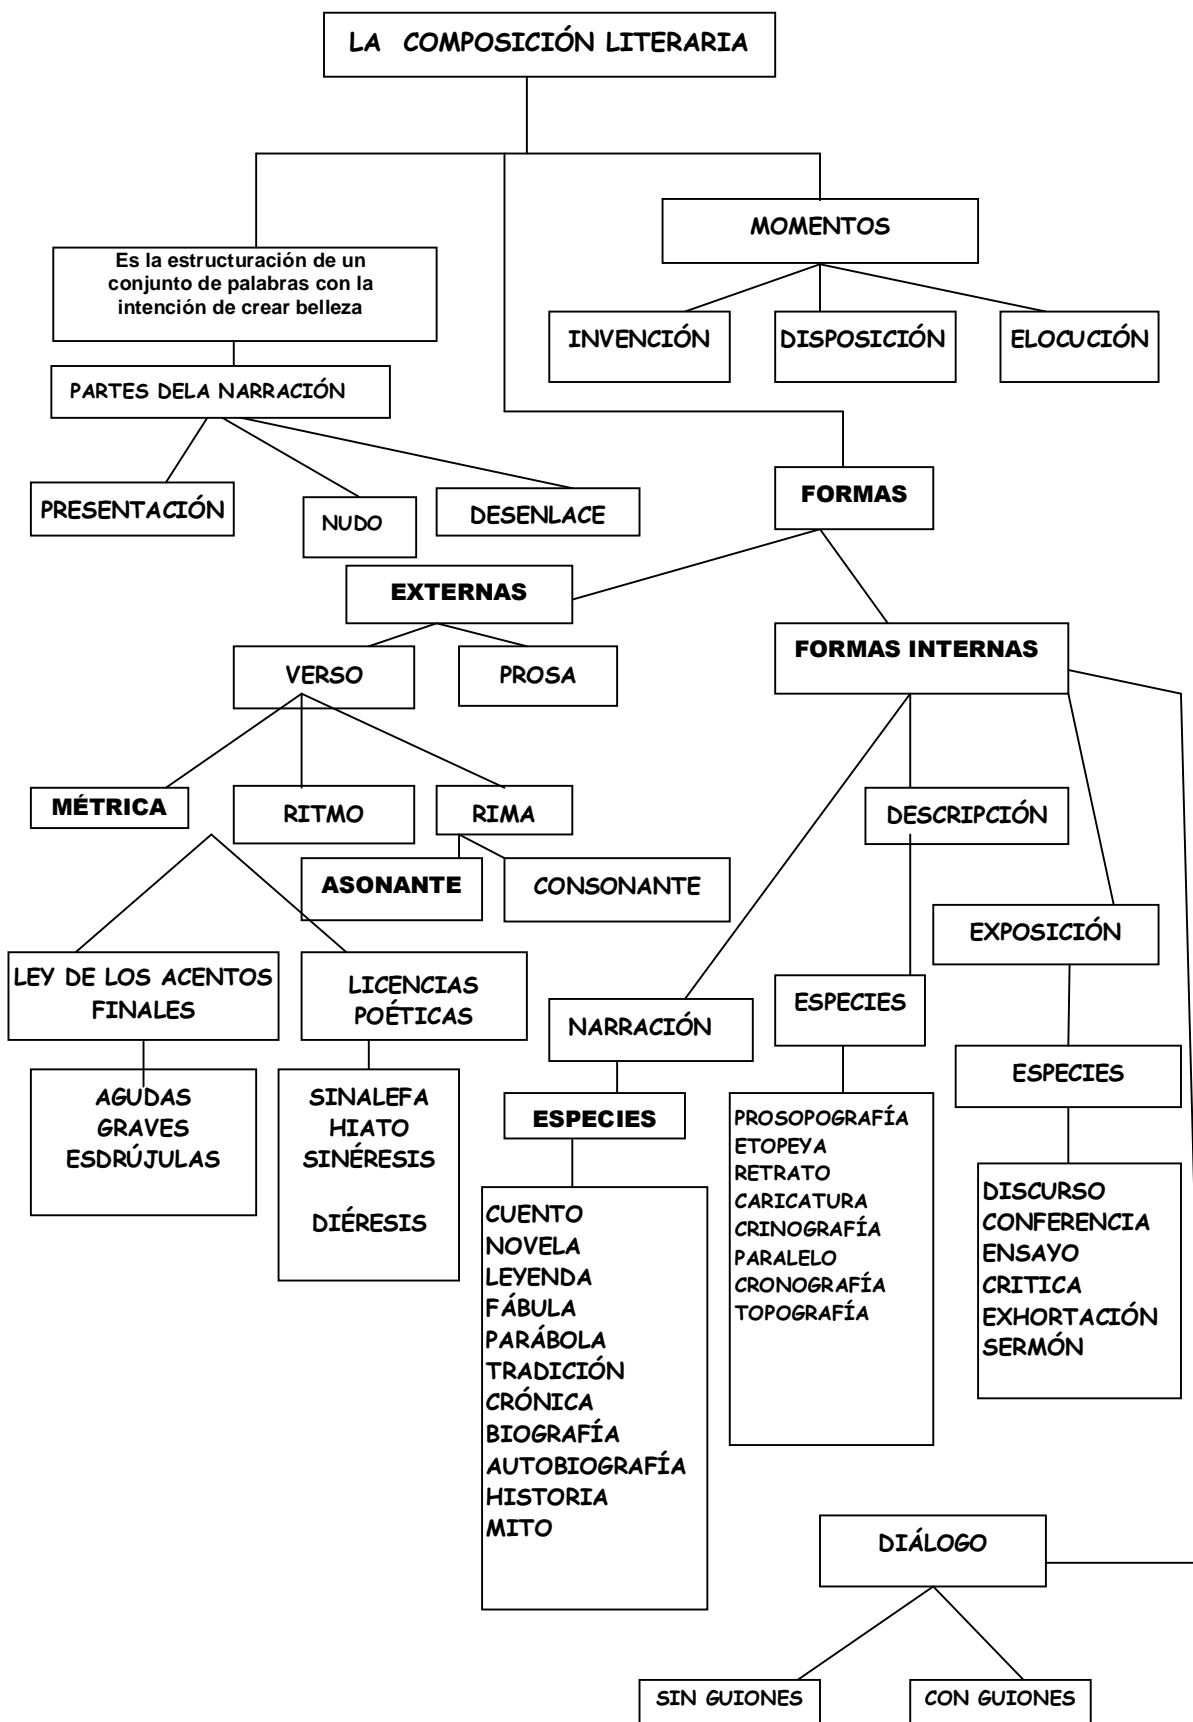 LA COMPOSICIÓN LITERARIA
MOMENTOS
Es la estructuración de un
conjunto de palabras con la
intención de crear belleza
INVENCIÓN
DISPOSICIÓN
ELOCUCIÓN
PARTES DELA NARRACIÓN
PRESENTACIÓN
NUDO
DESENLACE
FORMAS
EXTERNAS
FORMAS INTERNAS
VERSO
PROSA
MÉTRICA
RITMO
RIMA
DESCRIPCIÓN
ASONANTE
CONSONANTE
EXPOSICIÓN
LEY DE LOS ACENTOS
FINALES
LICENCIAS
POÉTICAS
NARRACIÓN
ESPECIES
ESPECIES
AGUDAS
GRAVES
ESDRÚJULAS
SINALEFA
HIATO
SINÉRESIS
DIÉRESIS
ESPECIES
PROSOPOGRAFÍA
ETOPEYA
RETRATO
CARICATURA
CRINOGRAFÍA
PARALELO
CRONOGRAFÍA
TOPOGRAFÍA
DISCURSO
CONFERENCIA
ENSAYO
CRITICA
EXHORTACIÓN
SERMÓN
CUENTO
NOVELA
LEYENDA
FÁBULA
PARÁBOLA
TRADICIÓN
CRÓNICA
BIOGRAFÍA
AUTOBIOGRAFÍA
HISTORIA
MITO
DIÁLOGO
SIN GUIONES
CON GUIONES